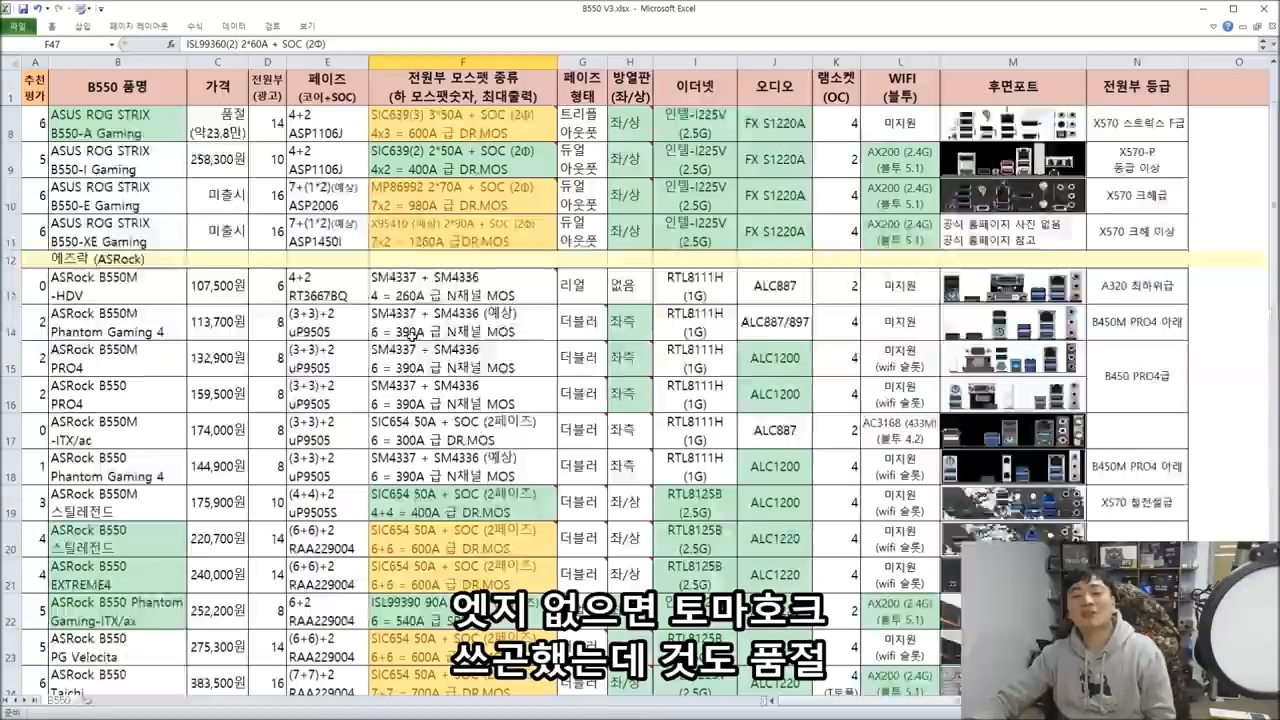 B550 V3.xlsx - Microsoft Excel
파일 홈 삽입 페이지 레이아웃 수식 데이터 검토 보기
F47 fx ISL99360(2) 2*60A + SOC (2Φ)
A B C D E F G H I J K L M N O
추천 B550 품명 가격 전원부 페이즈 전원부 모스펫 종류 페이즈 방열판 이더넷 오디오 램소켓 WIFI 후면포트 전원부 등급
1 평가 (광고) (코어+SOC) (하 모스펫숫자, 최대출력) 형태 (좌/상) (OC) (블투)
6 ASUS ROG STRIX 품절 14 4+2 SIC639(3) 3*50A + SOC (2Φ) 트리플 좌/상 인텔-I225V FX S1220A 4 미지원 X570 스트릭스 F급
8 B550-A Gaming (약23.8만) ASP1106J 4x3 = 600A 급 DR.MOS 아웃풋 (2.5G)
5 ASUS ROG STRIX 258,300원 10 4+2 SIC639(2) 2*50A + SOC (2Φ) 듀얼 좌/상 인텔-I225V FX S1220A 2 AX200 (2.4G) X570-P
9 B550-I Gaming ASP1106J 4x2 = 400A 급 DR.MOS 아웃풋 (2.5G) (블투 5.1) 동급 이상
6 ASUS ROG STRIX 미출시 16 7+(1*2)(예상) MP86992 2*70A + SOC (2Φ) 듀얼 좌/상 인텔-I225V FX S1220A 4 AX200 (2.4G) X570 크헤급
10 B550-E Gaming ASP2006 7x2 = 980A 급 DR.MOS 아웃풋 (2.5G) (블투 5.1)
6 ASUS ROG STRIX 미출시 16 7+(1*2)(예상) X95410 (예상) 2*90A + SOC (2Φ) 듀얼 좌/상 인텔-I225V FX S1220A 4 AX200 (2.4G) 공식 홈페이지 사진 없음 X570 크헤 이상
11 B550-XE Gaming ASP1450I 7x2 = 1260A 급DR.MOS 아웃풋 (2.5G) (블투 5.1) 공식 홈페이지 참고
12 에즈락 (ASRock)
0 ASRock B550M 107,500원 6 4+2 SM4337 + SM4336 리얼 없음 RTL8111H ALC887 2 미지원 A320 최하위급
13 -HDV RT3667BQ 4 = 260A 급 N채널 MOS (1G)
2 ASRock B550M 113,700원 8 (3+3)+2 SM4337 + SM4336 (예상) 더블러 좌측 RTL8111H ALC887/897 4 미지원 B450M PRO4 아래
14 Phantom Gaming 4 uP9505 6 = 390A 급 N채널 MOS (1G)
2 ASRock B550M 132,900원 8 (3+3)+2 SM4337 + SM4336 더블러 좌측 RTL8111H ALC1200 4 미지원
15 PRO4 uP9505 6 = 390A 급 N채널 MOS (1G) (wifi 슬롯) B450 PRO4급
2 ASRock B550 159,500원 8 (3+3)+2 SM4337 + SM4336 더블러 좌측 RTL8111H ALC1200 4 미지원
16 PRO4 uP9505 6 = 390A 급 N채널 MOS (1G) (wifi 슬롯)
0 ASRock B550M 174,000원 8 (3+3)+2 SIC654 50A + SOC (2페이즈) 더블러 좌측 RTL8111H ALC887 2 AC3168 (433M)
17 -ITX/ac uP9505 6 = 300A 급 DR.MOS (1G) (블투 4.2)
1 ASRock B550 144,900원 8 (3+3)+2 SM4337 + SM4336 (예상) 더블러 좌측 RTL8111H ALC1200 4 미지원 B450M PRO4 아래
18 Phantom Gaming 4 uP9505 6 = 390A 급 N채널 MOS (1G) (wifi 슬롯)
3 ASRock B550M 175,900원 10 (4+4)+2 SIC654 50A + SOC (2페이즈) 더블러 좌/상 RTL8125B ALC1200 4 미지원
19 스틸레전드 uP9505S 4+4 = 400A 급 DR.MOS (2.5G) (wifi 슬롯)
4 ASRock B550 220,700원 14 (6+6)+2 SIC654 50A + SOC (2페이즈) 더블러 좌/상 RTL8125B ALC1220 4 미지원
20 스틸레전드 RAA229004 6+6 = 600A 급 DR.MOS (2.5G) (wifi 슬롯)
4 ASRock B550 240,000원 14 (6+6)+2 SIC654 50A + SOC (2페이즈) 더블러 좌/상 RTL8125B ALC1220 4 미지원
21 EXTREME4 RAA229004 6+6 = 600A 급 DR.MOS (2.5G) (wifi 슬롯)
5 ASRock B550 Phantom 252,200원 8 6+2 ISL99390 90A 2 AX200 (2.4G)
22 Gaming-ITX/ax RAA229004 6 = 540A 급 (블투 5.1)
5 ASRock B550 275,300원 14 (6+6)+2 SIC654 4 미지원
23 PG Velocita RAA229004 6+6 = (wifi 슬롯)
6 ASRock B550 383,500원 16 (7+7)+2 SIC654 50A + SOC (2페이즈) 더블러 좌/상 4 AX200 (2.4G)
24 Taichi RAA229004 7+7 = 700A 급 DR.MOS (2.5G) (블투 5.1)
엣지 없으면 토마호크
쓰곤했는데 것도 품절
B550
준비